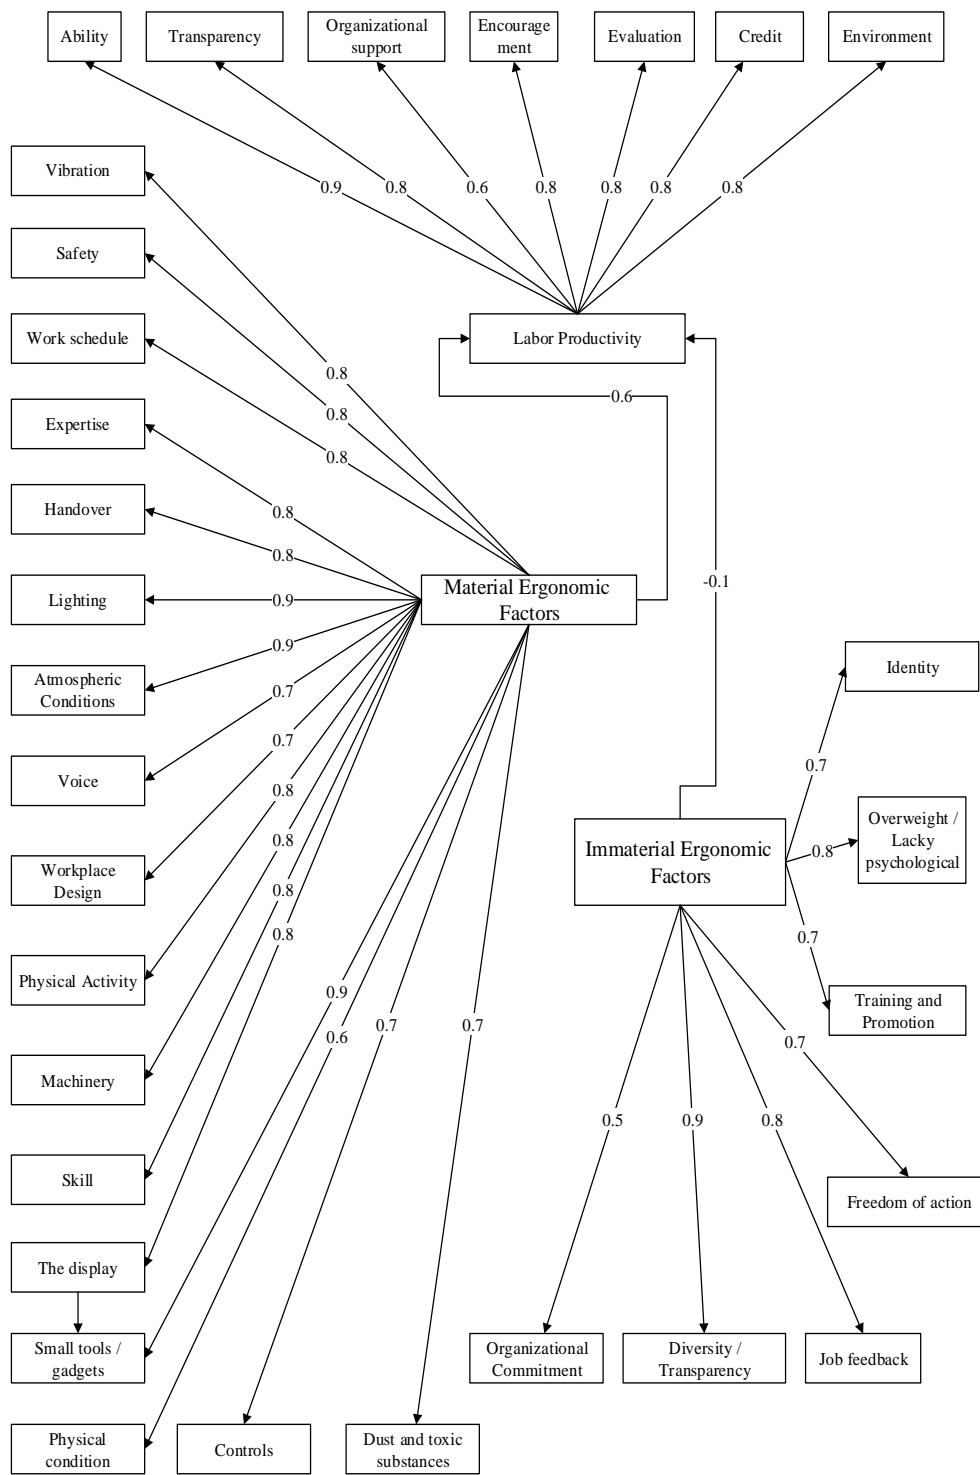 Ability
Transparency
Organizational
support
Encourage
ment
Evaluation
Credit
Environment
Vibration
0.9
0.8
0.6
0.8
0.8
0.8
0.8
Safety
Work schedule
Labor Productivity
0.8
0.6
0.8
Expertise
0.8
0.8
Handover
0.8
Lighting
0.9
Material Ergonomic
Factors
-0.1
0.9
Atmospheric
Conditions
0.7
Identity
0.7
Voice
0.7
0.8
Overweight /
Lacky
psychological
0.8
0.8
Immaterial Ergonomic
Factors
Workplace
Design
0.8
0.8
0.7
Physical Activity
0.9
0.6
0.7
0.7
Training and
Promotion
0.7
Machinery
0.5
0.9
0.8
Skill
Freedom of action
The display
Small tools /
gadgets
Organizational
Commitment
Diversity /
Transparency
Job feedback
Physical
condition
Controls
Dust and toxic
substances